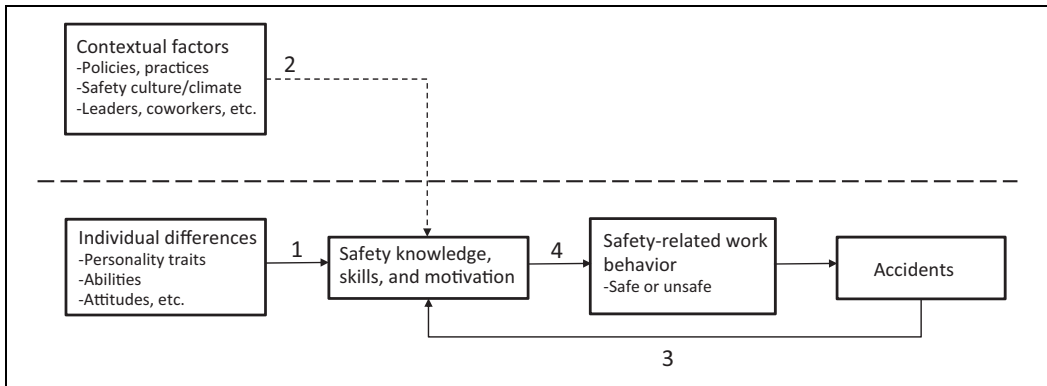 Contextual factors
-Policies, practices
-Safety culture/climate
-Leaders, coworkers, etc.
2
Individual differences
-Personality traits
-Abilities
-Attitudes, etc.
1
Safety knowledge,
skills, and motivation
4
Safety-related work
behavior
-Safe or unsafe
Accidents
3